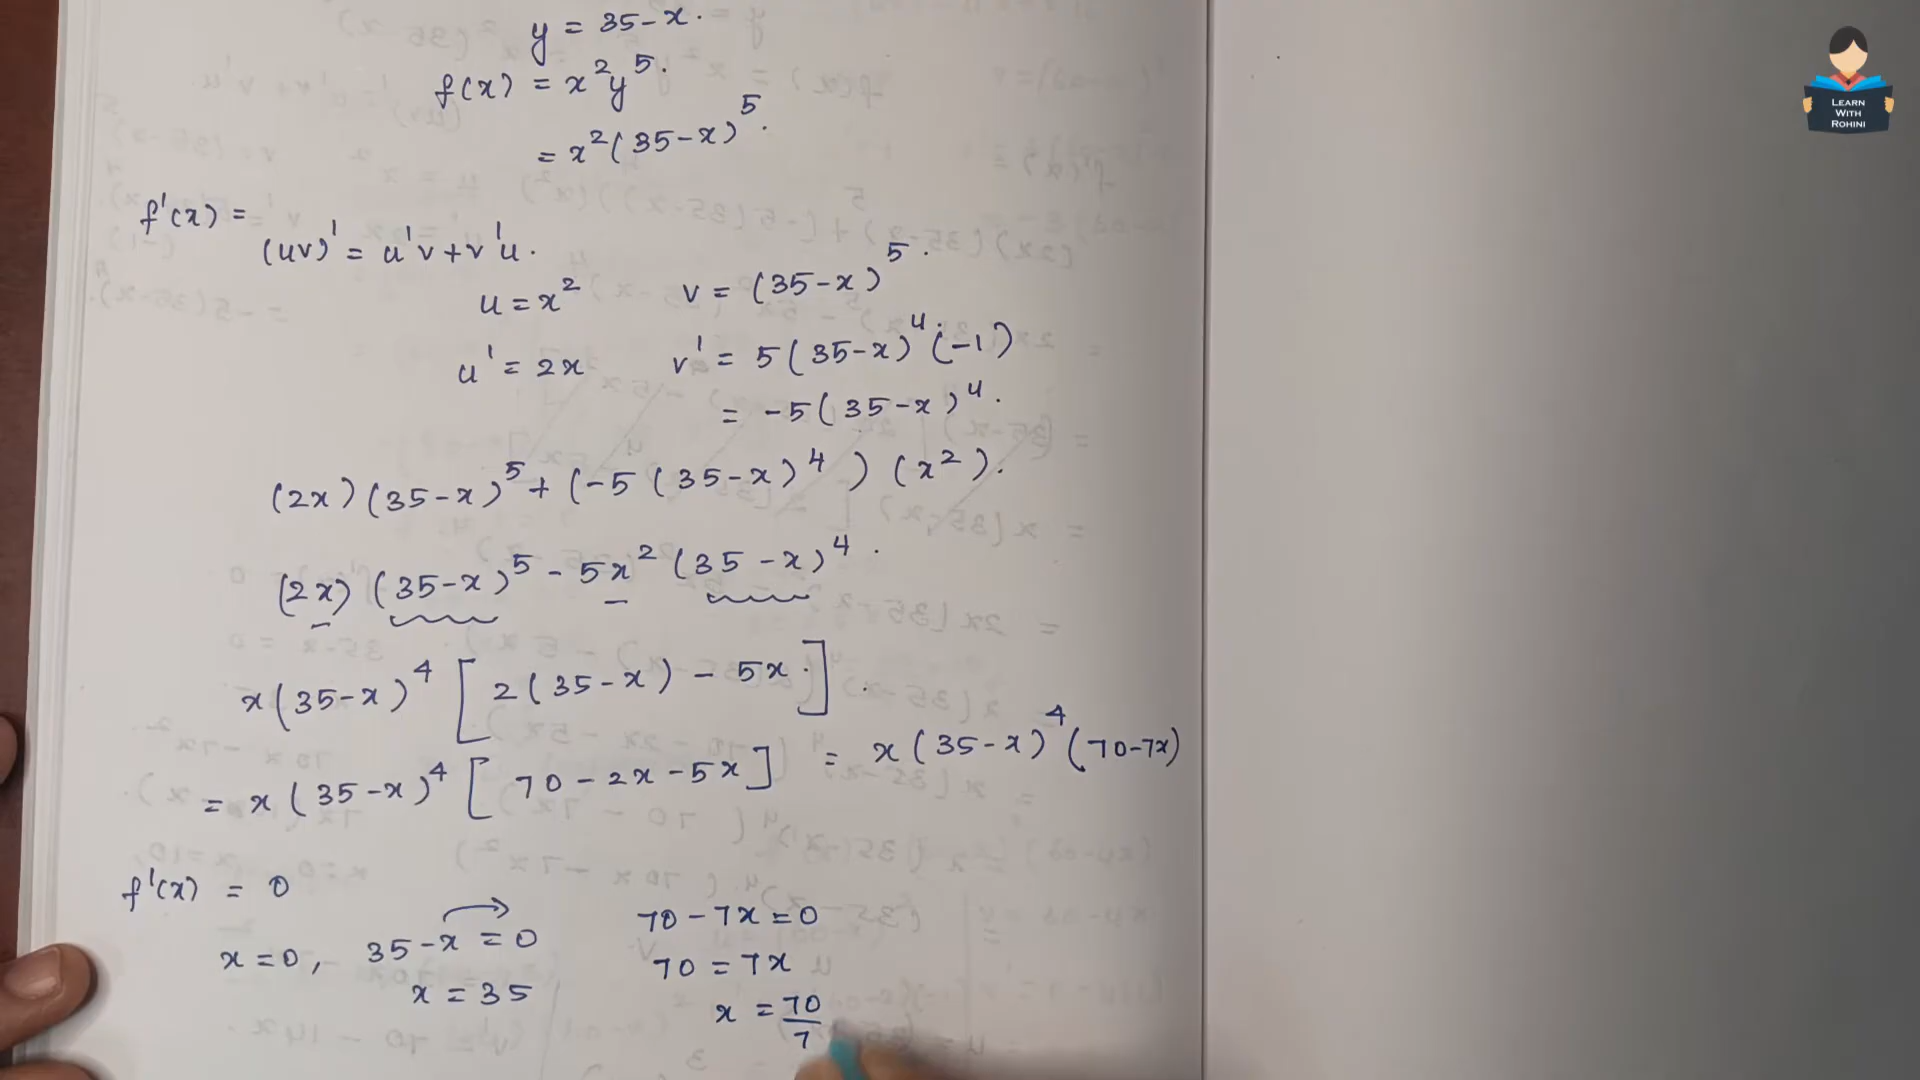 y = 35-x.
f(x) = x²y⁵.
= x²(35-x)⁵.
f'(x) =
(uv)' = u'v+v'u.
u = x² v = (35-x)⁵.
u' = 2x v' = 5(35-x)⁴.(-1)
= -5(35-x)⁴.
(2x)(35-x)⁵+(-5(35-x)⁴)(x²).
(2x)(35-x)⁵ - 5x²(35-x)⁴.
x(35-x)⁴[2(35-x) - 5x.].
= x(35-x)⁴[70-2x-5x] = x(35-x)⁴(70-7x)
f'(x) = 0
x=0, 35-x=0 70-7x=0
x=35 70=7x
x = 70/7
LEARN
WITH
ROHINI